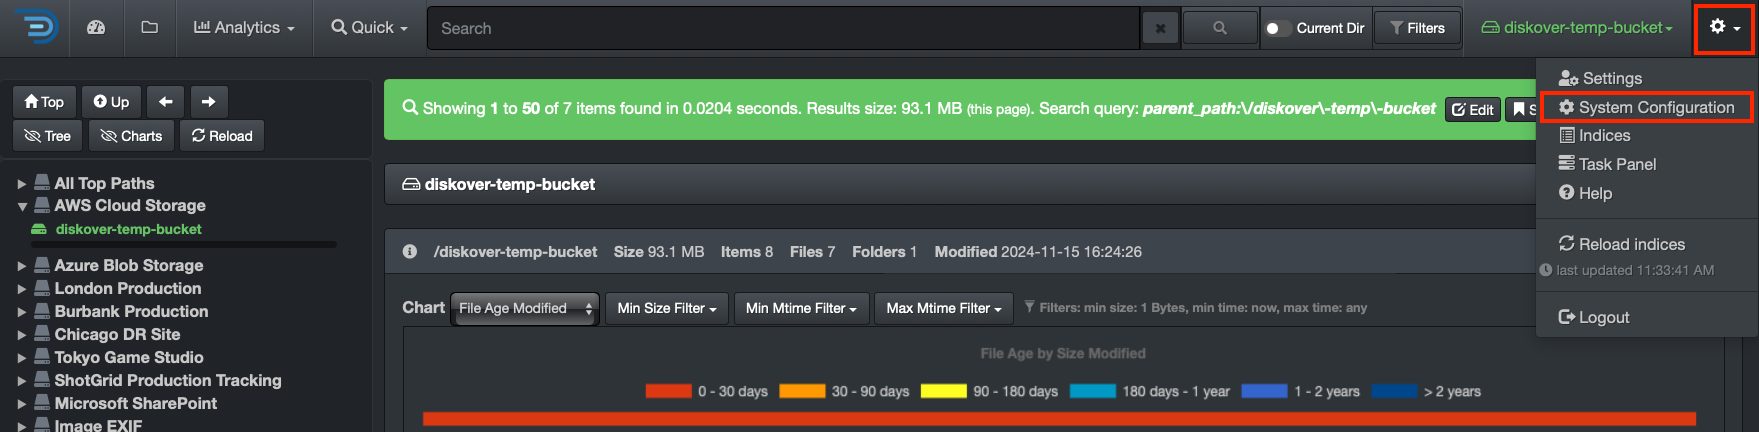 Analytics
Quick
Search
Current Dir
Filters
diskover-temp-bucket
Settings
System Configuration
Indices
Task Panel
Help
Reload indices
last updated 11:33:41 AM
Logout
Top
Up
Tree
Charts
Reload
All Top Paths
AWS Cloud Storage
diskover-temp-bucket
Azure Blob Storage
London Production
Burbank Production
Chicago DR Site
Tokyo Game Studio
ShotGrid Production Tracking
Microsoft SharePoint
Image EXIF
Showing 1 to 50 of 7 items found in 0.0204 seconds. Results size: 93.1 MB (this page). Search query: parent_path:\/diskover\-temp\-bucket
Edit
S
diskover-temp-bucket
/diskover-temp-bucket Size 93.1 MB Items 8 Files 7 Folders 1 Modified 2024-11-15 16:24:26
Chart File Age Modified Min Size Filter Min Mtime Filter Max Mtime Filter Filters: min size: 1 Bytes, min time: now, max time: any
File Age by Size Modified
0 - 30 days 30 - 90 days 90 - 180 days 180 days - 1 year 1 - 2 years > 2 years